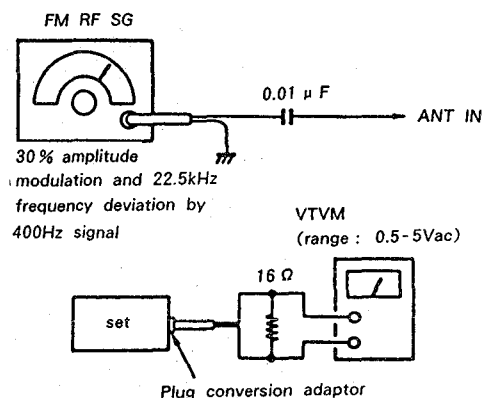 FM RF SG
0.01 μF
ANT IN
30% amplitude
modulation and 22.5kHz
frequency deviation by
400Hz signal
VTVM
(range : 0.5-5Vac)
16 Ω
set
Plug conversion adaptor